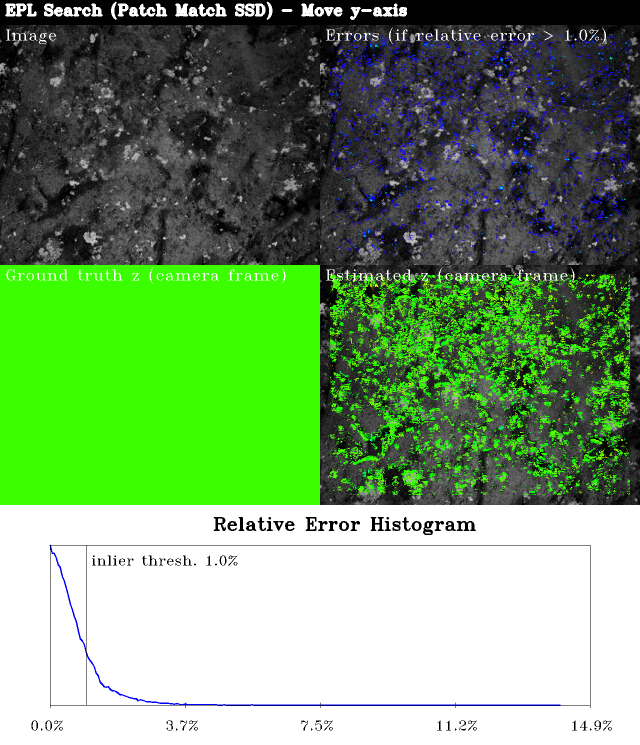 EPL Search (Patch Match SSD) - Move y-axis
Image
Errors (if relative error > 1.0%)
Ground truth z (camera frame)
Estimated z (camera frame)
Relative Error Histogram
inlier thresh. 1.0%
0.0%
3.7%
7.5%
11.2%
14.9%